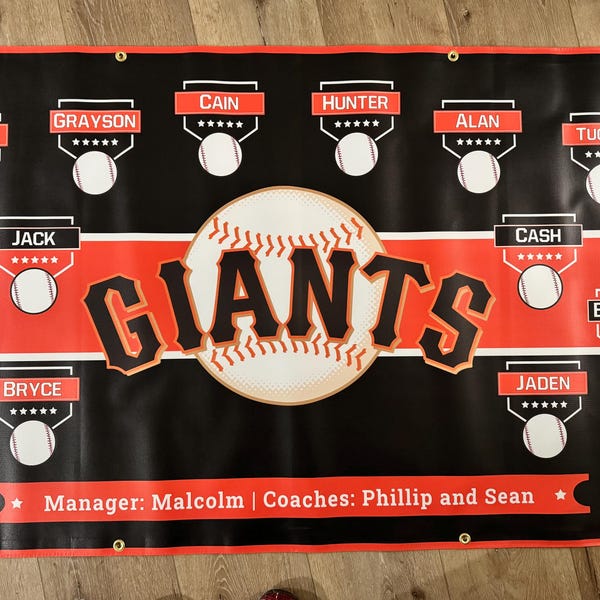 GRAYSON
CAIN
HUNTER
ALAN
JACK
CASH
GIANTS
BRYCE
JADEN
Manager: Malcolm | Coaches: Phillip and Sean